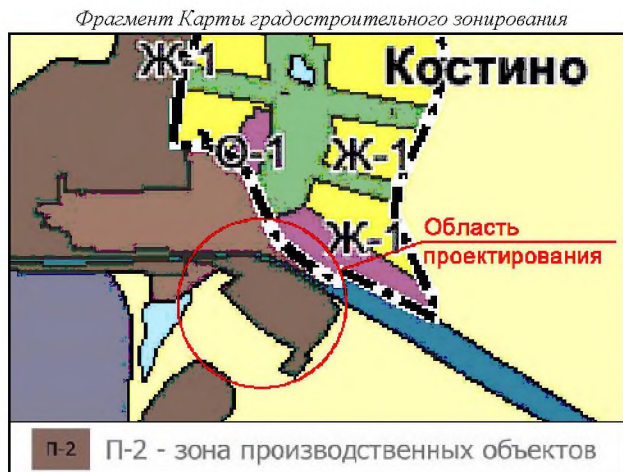 Фрагмент Карты градостроительного зонирования
Ж-1
Костино
О-1
Ж-1
Ж-1
Область
проектирования
П-2
П-2 - зона производственных объектов